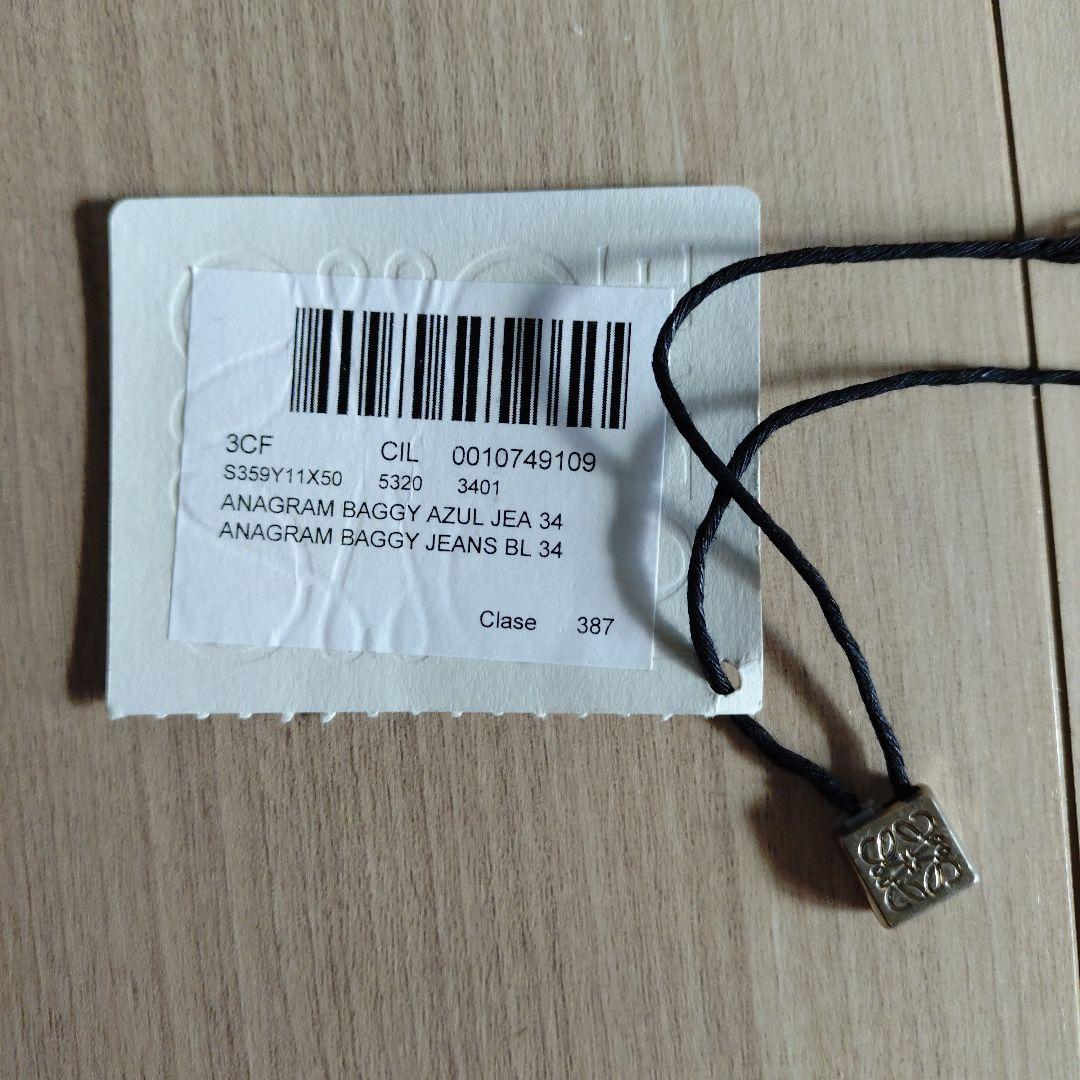 3CF CIL 0010749109
S359Y11X50 5320 3401
ANAGRAM BAGGY AZUL JEA 34
ANAGRAM BAGGY JEANS BL 34
Clase 387